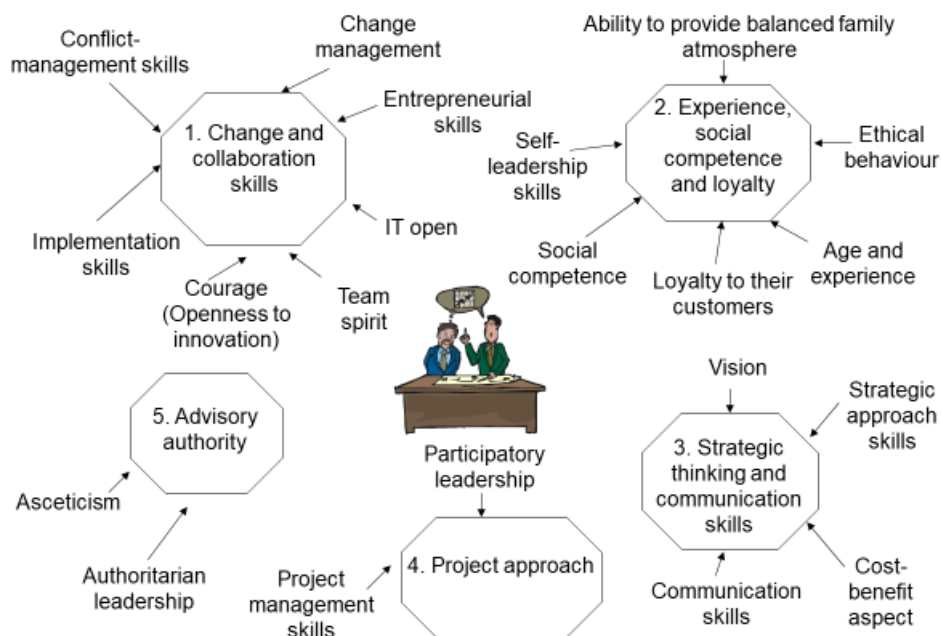 Conflict-
management skills
Change
management
Entrepreneurial
skills
1. Change and
collaboration
skills
IT open
Implementation
skills
Courage
(Openness to
innovation)
Team
spirit
Ability to provide balanced family
atmosphere
2. Experience,
social
competence
and loyalty
Self-
leadership
skills
Ethical
behaviour
Social
competence
Loyalty to their
customers
Age and
experience
Vision
Strategic
approach
skills
3. Strategic
thinking and
communication
skills
Communication
skills
Cost-
benefit
aspect
Participatory
leadership
4. Project approach
Project
management
skills
5. Advisory
authority
Asceticism
Authoritarian
leadership